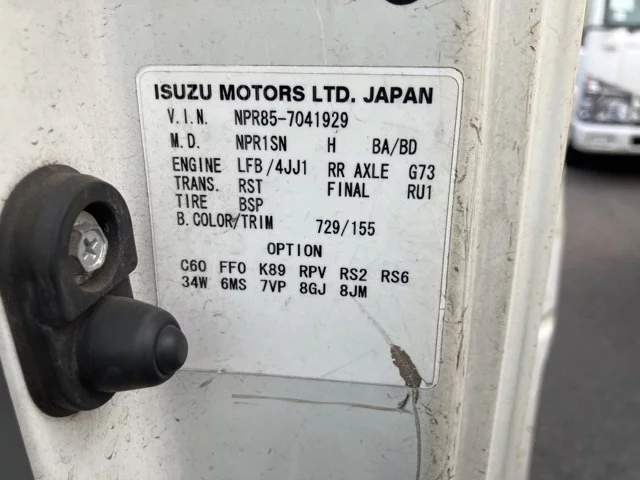 ISUZU MOTORS LTD. JAPAN
V.I.N. NPR85-7041929
M.D. NPR1SN H BA/BD
ENGINE LFB/4JJ1 RR AXLE G73
TRANS. RST FINAL RU1
TIRE BSP
B.COLOR/TRIM 729/155
OPTION
C60 FF0 K89 RPV RS2 RS6
34W 6MS 7VP 8GJ 8JM